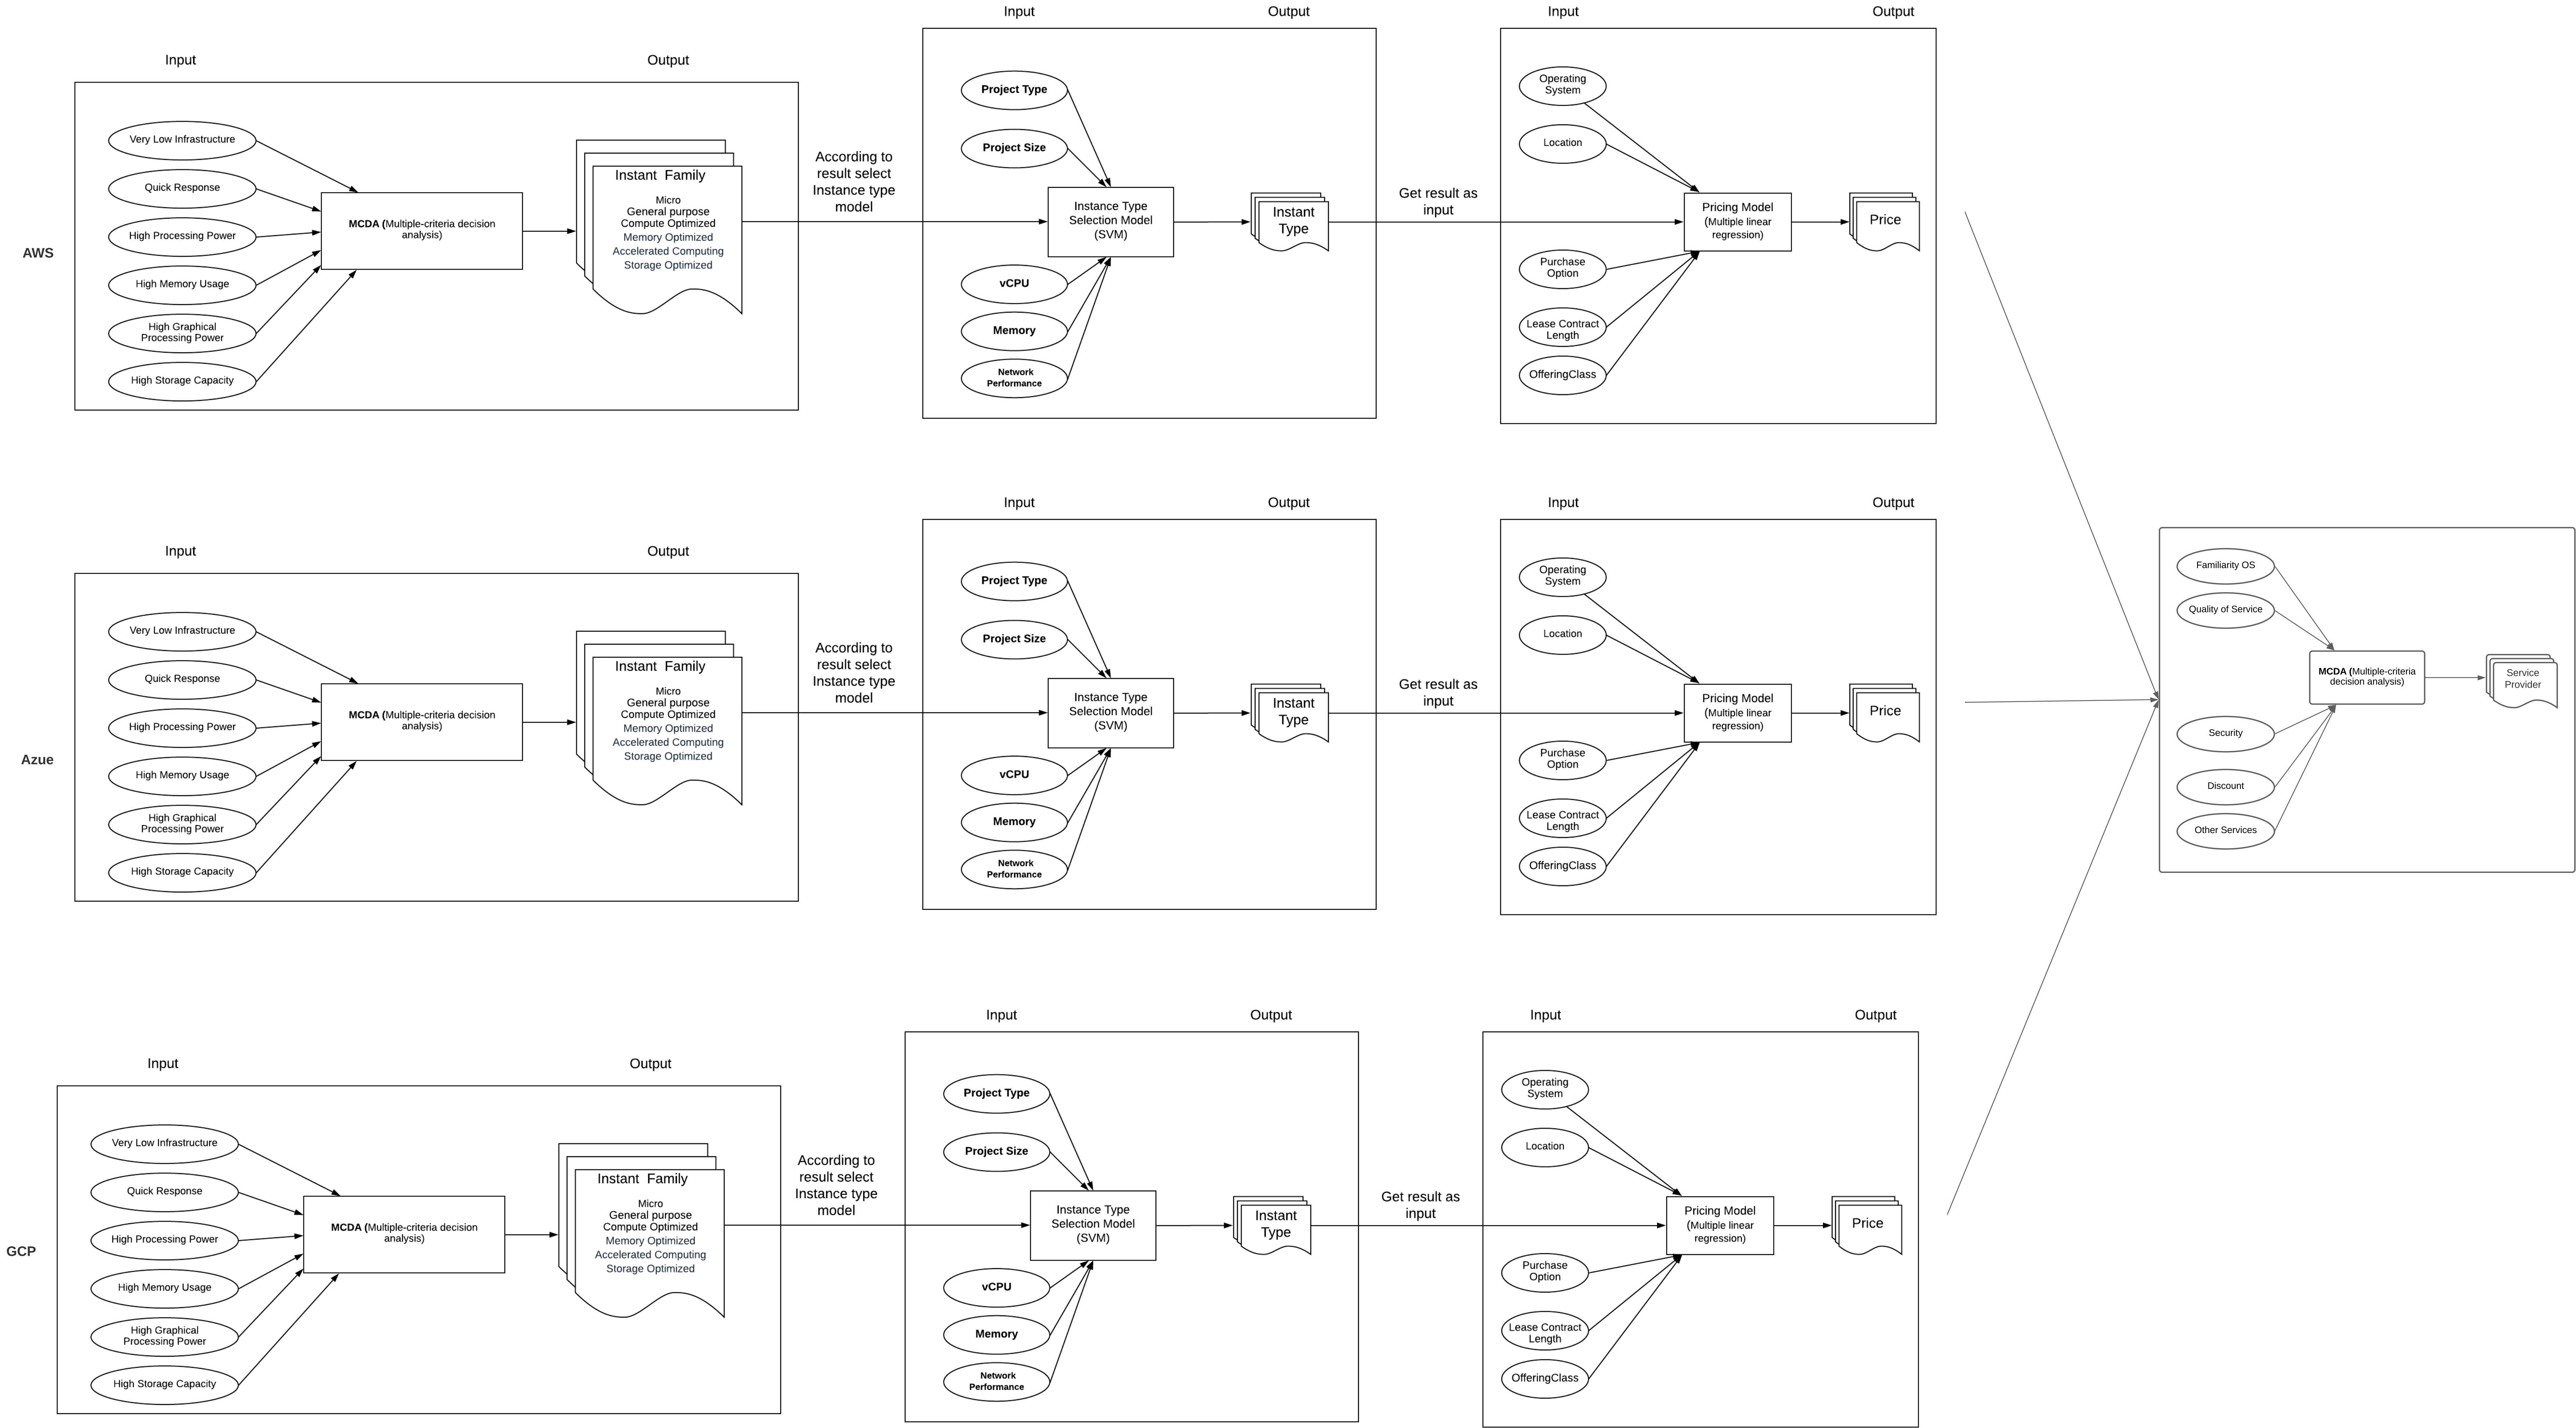 Input
Output
Input
Output
Input
Output
AWS
Very Low Infrastructure
Quick Response
High Processing Power
High Memory Usage
High Graphical
Processing Power
High Storage Capacity
MCDA (Multiple-criteria decision
analysis)
Instant Family
Micro
General purpose
Compute Optimized
Memory Optimized
Accelerated Computing
Storage Optimized
According to
result select
Instance type
model
Project Type
Project Size
vCPU
Memory
Network
Performance
Instance Type
Selection Model
(SVM)
Instant
Type
Get result as
input
Operating
System
Location
Purchase
Option
Lease Contract
Length
OfferingClass
Pricing Model
(Multiple linear
regression)
Price
Input
Output
Input
Output
Input
Output
Azue
Very Low Infrastructure
Quick Response
High Processing Power
High Memory Usage
High Graphical
Processing Power
High Storage Capacity
MCDA (Multiple-criteria decision
analysis)
Instant Family
Micro
General purpose
Compute Optimized
Memory Optimized
Accelerated Computing
Storage Optimized
According to
result select
Instance type
model
Project Type
Project Size
vCPU
Memory
Network
Performance
Instance Type
Selection Model
(SVM)
Instant
Type
Get result as
input
Operating
System
Location
Purchase
Option
Lease Contract
Length
OfferingClass
Pricing Model
(Multiple linear
regression)
Price
Input
Output
Input
Output
Input
Output
GCP
Very Low Infrastructure
Quick Response
High Processing Power
High Memory Usage
High Graphical
Processing Power
High Storage Capacity
MCDA (Multiple-criteria decision
analysis)
Instant Family
Micro
General purpose
Compute Optimized
Memory Optimized
Accelerated Computing
Storage Optimized
According to
result select
Instance type
model
Project Type
Project Size
vCPU
Memory
Network
Performance
Instance Type
Selection Model
(SVM)
Instant
Type
Get result as
input
Operating
System
Location
Purchase
Option
Lease Contract
Length
OfferingClass
Pricing Model
(Multiple linear
regression)
Price
Familiarity OS
Quality of Service
Security
Discount
Other Services
MCDA (Multiple-criteria
decision analysis)
Service
Provider